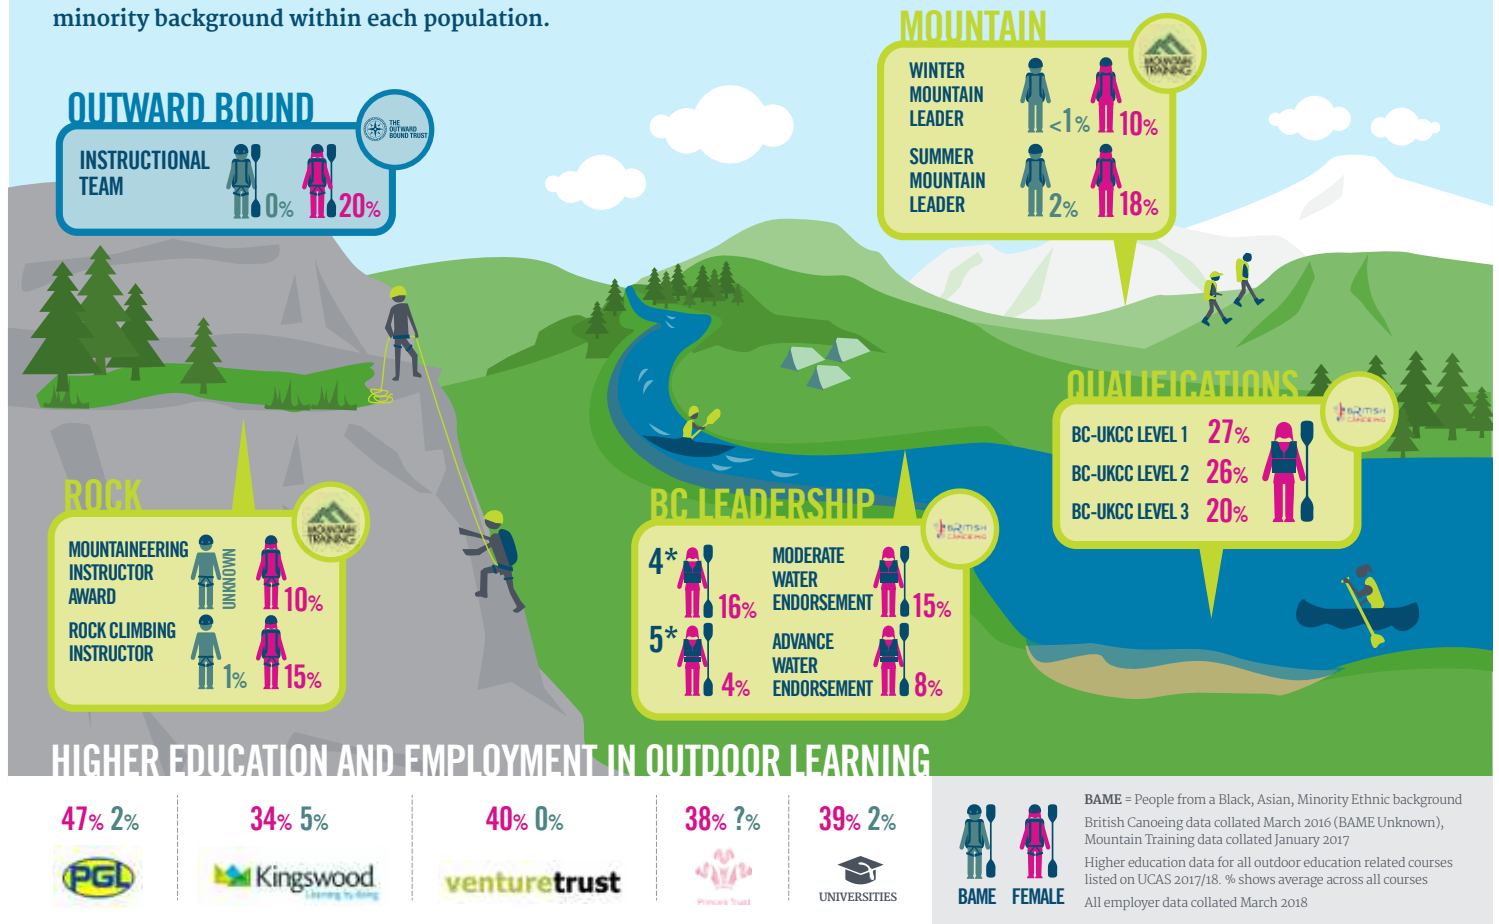 minority background within each population.
OUTWARD BOUND
THE
OUTWARD
BOUND TRUST
INSTRUCTIONAL
TEAM
0%
20%
MOUNTAIN
MOUNTAIN
TRAINING
WINTER
MOUNTAIN
LEADER
<1%
10%
SUMMER
MOUNTAIN
LEADER
2%
18%
QUALIFICATIONS
BRITISH
CANOEING
BC-UKCC LEVEL 1 27%
BC-UKCC LEVEL 2 26%
BC-UKCC LEVEL 3 20%
ROCK
MOUNTAIN
TRAINING
MOUNTAINEERING
INSTRUCTOR
AWARD
UNKNOWN
10%
ROCK CLIMBING
INSTRUCTOR
1%
15%
BC LEADERSHIP
BRITISH
CANOEING
4*
16%
MODERATE
WATER
ENDORSEMENT
15%
5*
4%
ADVANCE
WATER
ENDORSEMENT
8%
HIGHER EDUCATION AND EMPLOYMENT IN OUTDOOR LEARNING
47% 2%
PGL
34% 5%
Kingswood
Learning by doing
40% 0%
venturetrust
38% ?%
Prince's Trust
39% 2%
UNIVERSITIES
BAME
FEMALE
BAME = People from a Black, Asian, Minority Ethnic background
British Canoeing data collated March 2016 (BAME Unknown),
Mountain Training data collated January 2017
Higher education data for all outdoor education related courses
listed on UCAS 2017/18. % shows average across all courses
All employer data collated March 2018